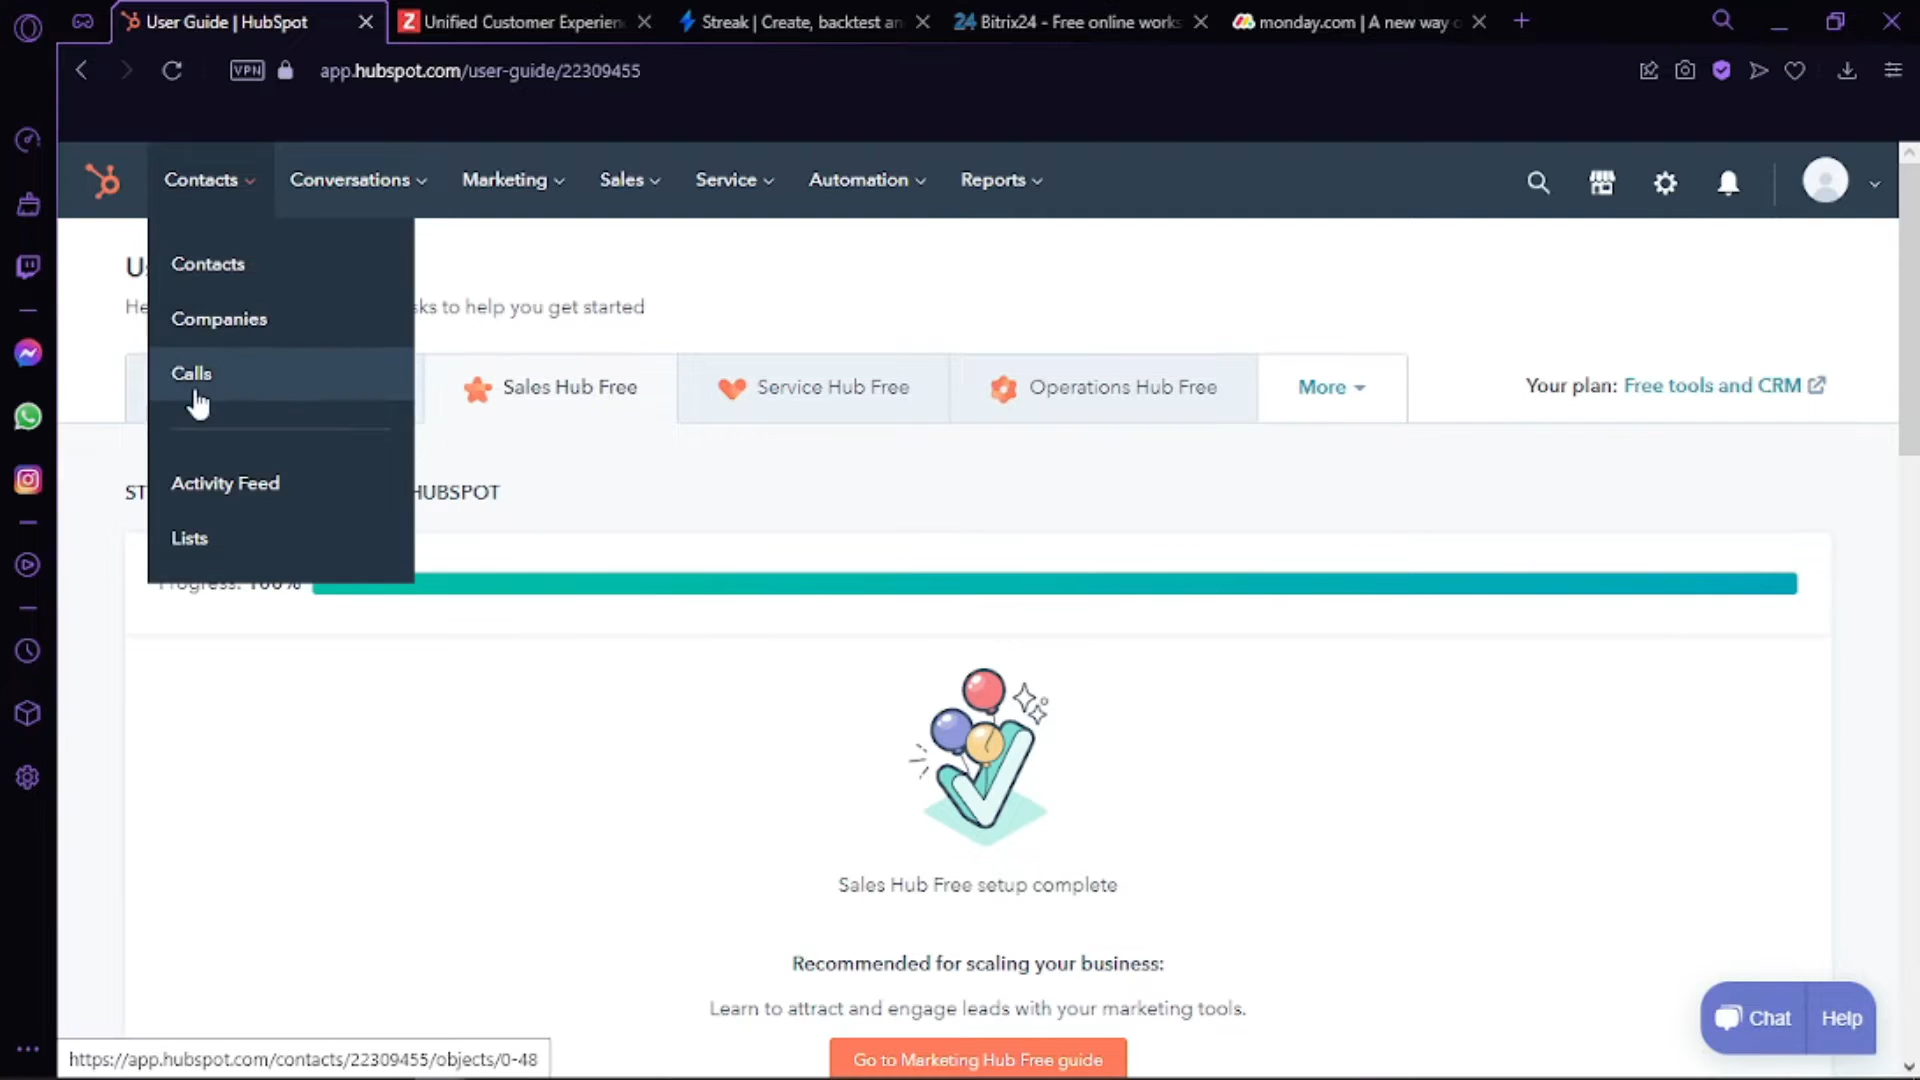 User Guide | HubSpot
Unified Customer Experien
Streak | Create, backtest an
Bitrix24 - Free online works
monday.com | A new way o
VPN
app.hubspot.com/user-guide/22309455
Contacts
Conversations
Marketing
Sales
Service
Automation
Reports
Contacts
Companies
Calls
Activity Feed
Lists
sks to help you get started
Sales Hub Free
Service Hub Free
Operations Hub Free
More
Your plan: Free tools and CRM
HUBSPOT
Progress: 100%
Sales Hub Free setup complete
Recommended for scaling your business:
Learn to attract and engage leads with your marketing tools.
Go to Marketing Hub Free guide
Chat
Help
https://app.hubspot.com/contacts/22309455/objects/0-48